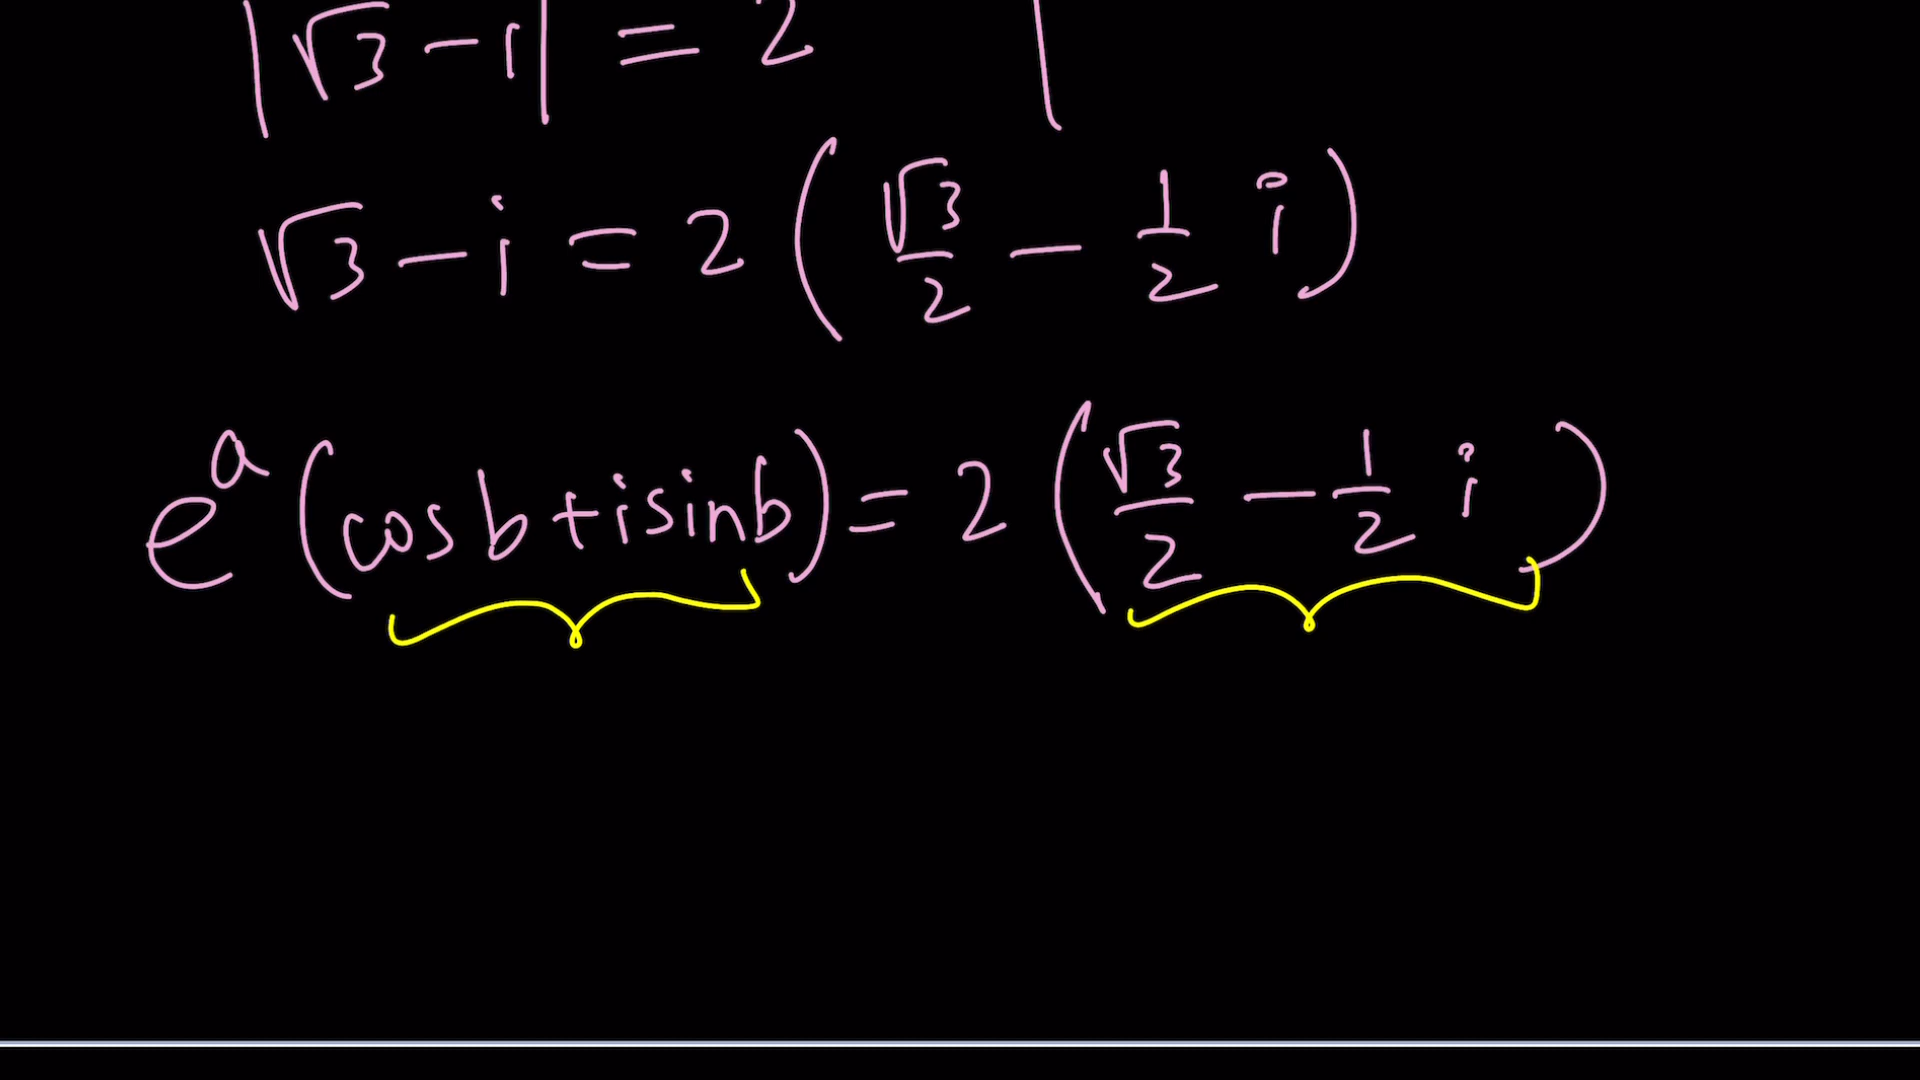 |√3 - i| = 2 |
√3 - i = 2 (√3/2 - 1/2 i)
e^a (cos b + i sin b) = 2 (√3/2 - 1/2 i)